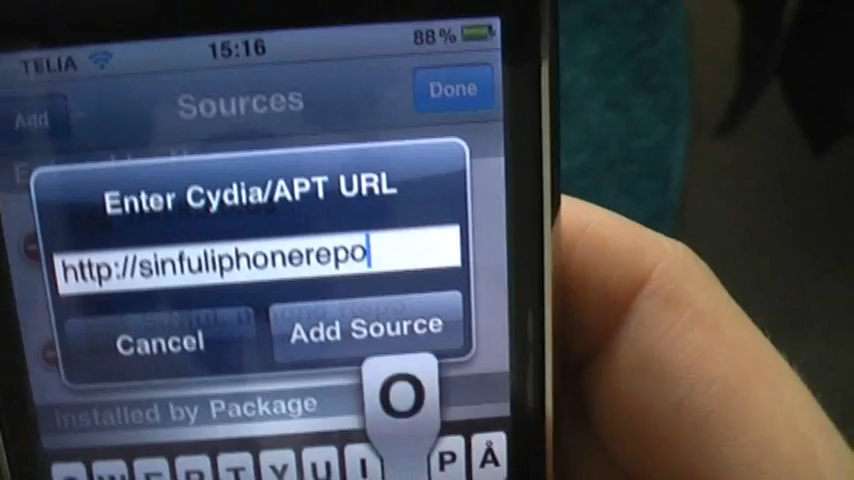 TELIA 15:16 88%
Add Sources Done
Enter Cydia/APT URL
http://sinfuliphonerepo
Cancel Add Source
Installed by Package
O
W E R T Y U I P Å